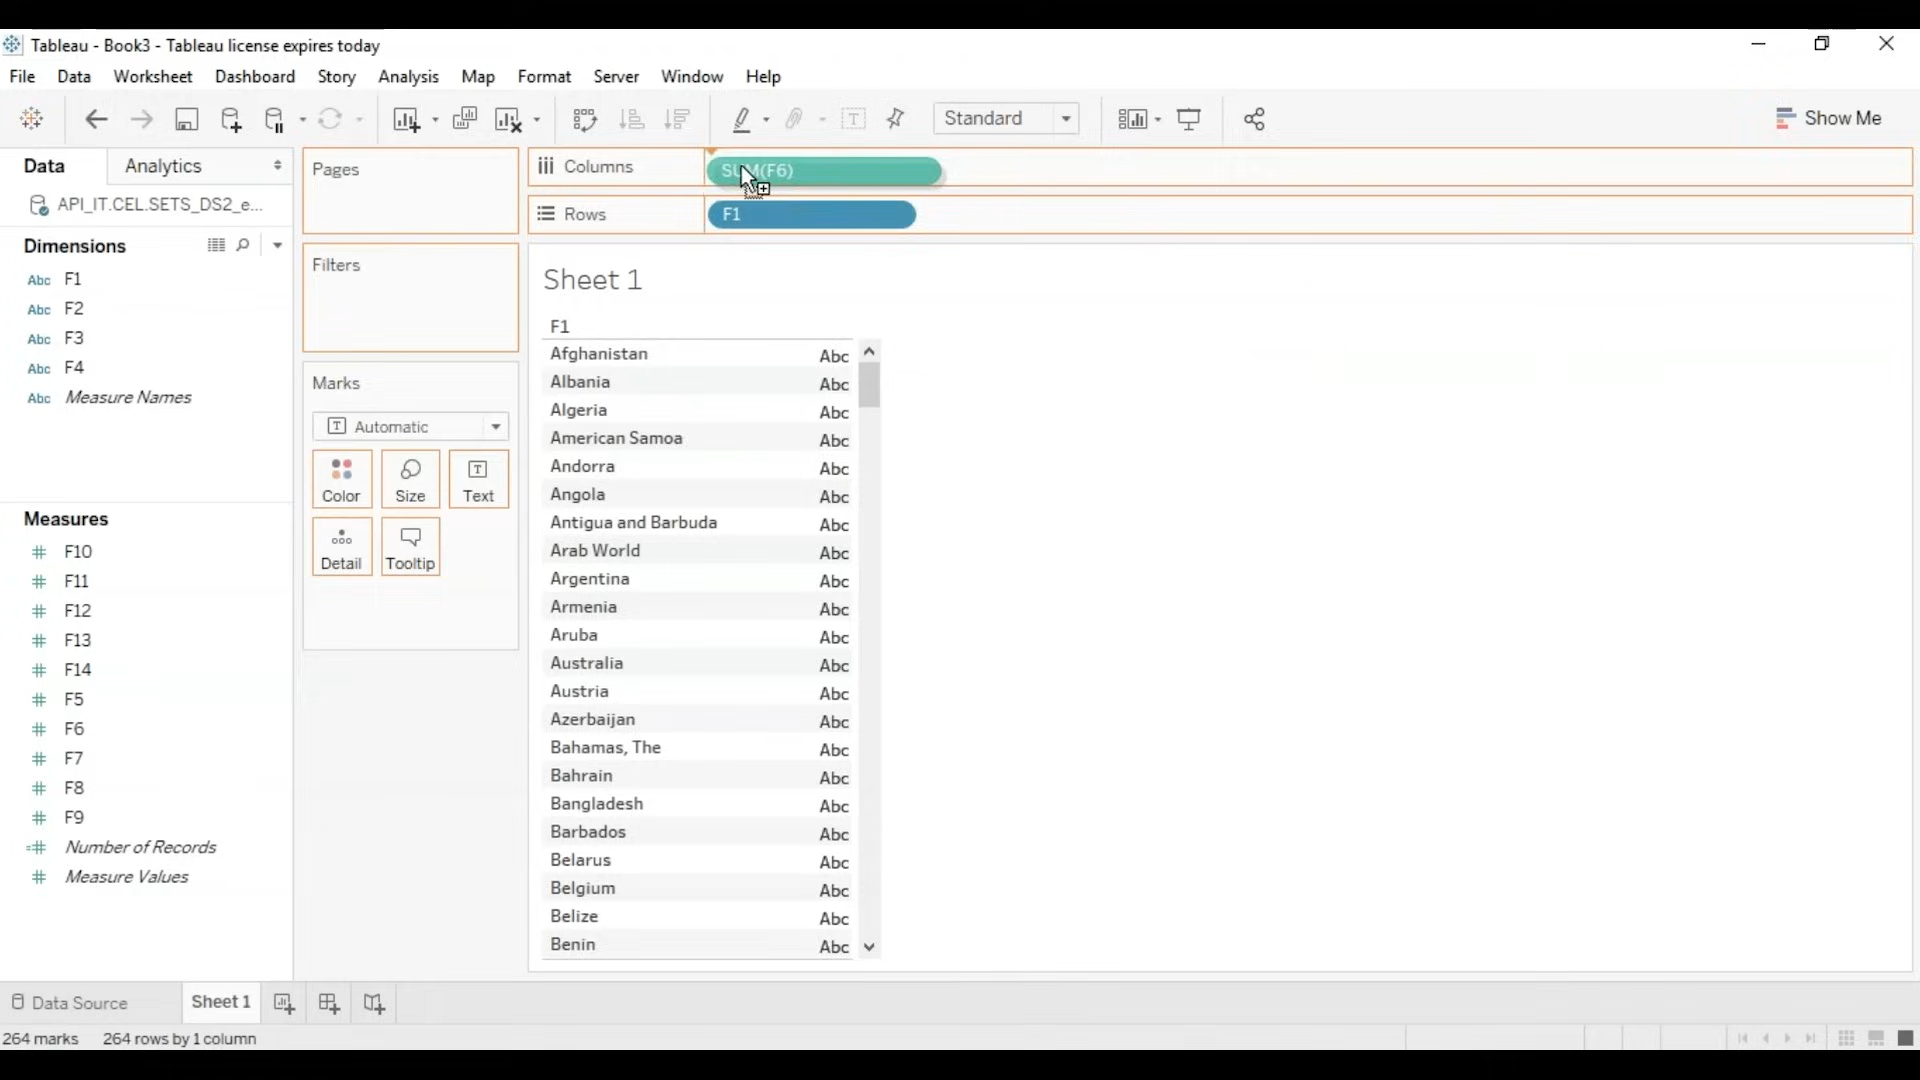 Tableau - Book3 - Tableau license expires today
File Data Worksheet Dashboard Story Analysis Map Format Server Window Help
Standard
Show Me
Data
Analytics
API_IT.CEL.SETS_DS2_e...
Dimensions
Abc F1
Abc F2
Abc F3
Abc F4
Abc Measure Names
Measures
F10
F11
F12
F13
F14
F5
F6
F7
F8
F9
Number of Records
Measure Values
Pages
Filters
Marks
Automatic
Color Size Text
Detail Tooltip
Columns
SUM(F6)
Rows
F1
Sheet 1
F1
Afghanistan Abc
Albania Abc
Algeria Abc
American Samoa Abc
Andorra Abc
Angola Abc
Antigua and Barbuda Abc
Arab World Abc
Argentina Abc
Armenia Abc
Aruba Abc
Australia Abc
Austria Abc
Azerbaijan Abc
Bahamas, The Abc
Bahrain Abc
Bangladesh Abc
Barbados Abc
Belarus Abc
Belgium Abc
Belize Abc
Benin Abc
Data Source
Sheet 1
264 marks 264 rows by 1 column